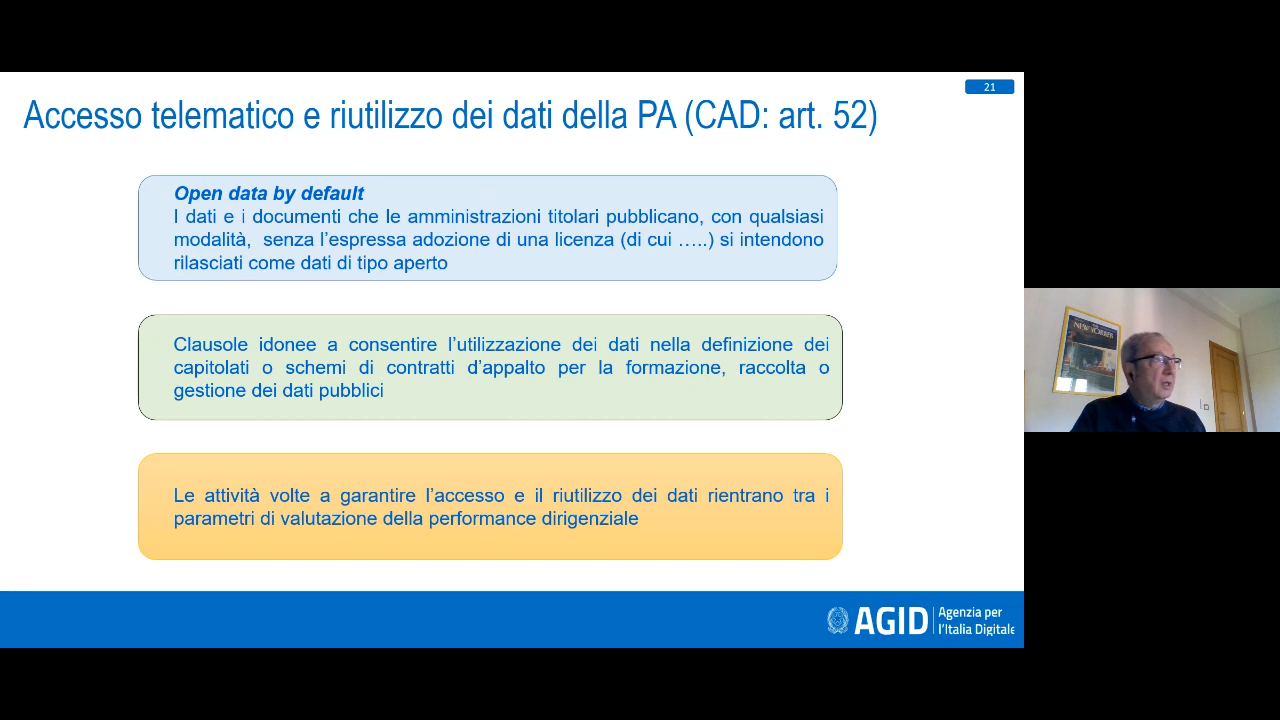 21
Accesso telematico e riutilizzo dei dati della PA (CAD: art. 52)
Open data by default
I dati e i documenti che le amministrazioni titolari pubblicano, con qualsiasi
modalità,  senza l’espressa adozione di una licenza (di cui …..) si intendono
rilasciati come dati di tipo aperto
Clausole idonee a consentire l’utilizzazione dei dati nella definizione dei
capitolati o schemi di contratti d’appalto per la formazione, raccolta o
gestione dei dati pubblici
Le attività volte a garantire l’accesso e il riutilizzo dei dati rientrano tra i
parametri di valutazione della performance dirigenziale
NEW YORKER
AGID Agenzia per
l’Italia Digitale